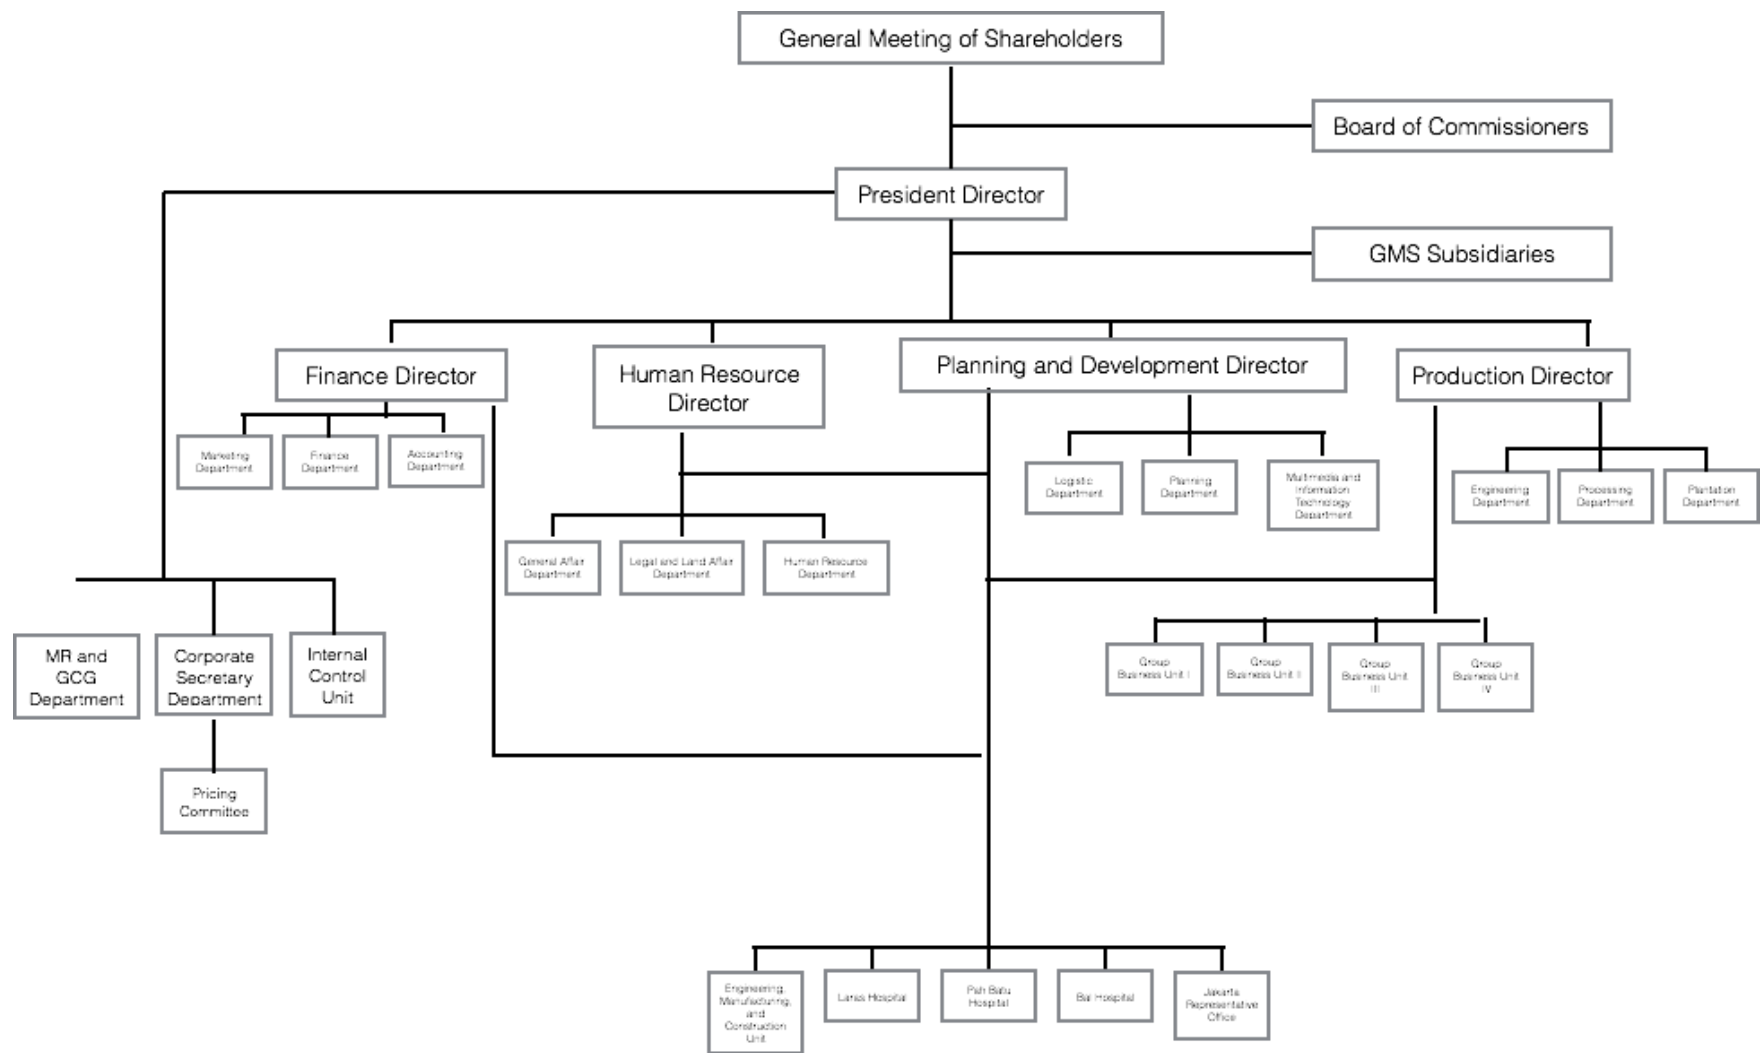 General Meeting of Shareholders
Board of Commissioners
President Director
GMS Subsidiaries
Finance Director
Human Resource
Director
Planning and Development Director
Production Director
Marketing
Department
Finance
Department
Accounting
Department
Logistic
Department
Planning
Department
Multimedia and
Information
Technology
Department
Engineering
Department
Processing
Department
Plantation
Department
General Affair
Department
Legal and Land Affair
Department
Human Resource
Department
MR and
GCG
Department
Corporate
Secretary
Department
Internal
Control
Unit
Group
Business Unit I
Group
Business Unit II
Group
Business Unit
III
Group
Business Unit
IV
Pricing
Committee
Engineering,
Manufacturing,
and
Construction
Unit
Laras Hospital
Batu
Hospital
Hospital
Jakarta
Representative
Office